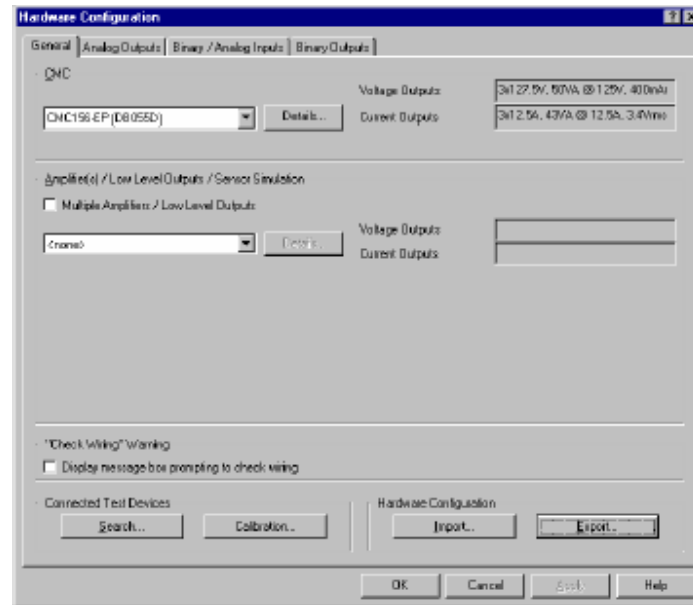 Hardware Configuration
General Analog Outputs Binary / Analog Inputs Binary Outputs
CMC
CMC156-EP (DB055D) Details... Voltage Outputs 3x127.5V, 50VA @ 125V, 400mA
Current Outputs 3x12.5A, 43VA @ 12.5A, 3.4Vrms
Amplifier(s) / Low Level Outputs / Sensor Simulation
Multiple Amplifiers / Low Level Outputs
<none> Details... Voltage Outputs
Current Outputs
"Check Wiring" Warning
Display message box prompting to check wiring
Connected Test Devices Hardware Configuration
Search... Calibration... Import... Export...
OK Cancel Apply Help